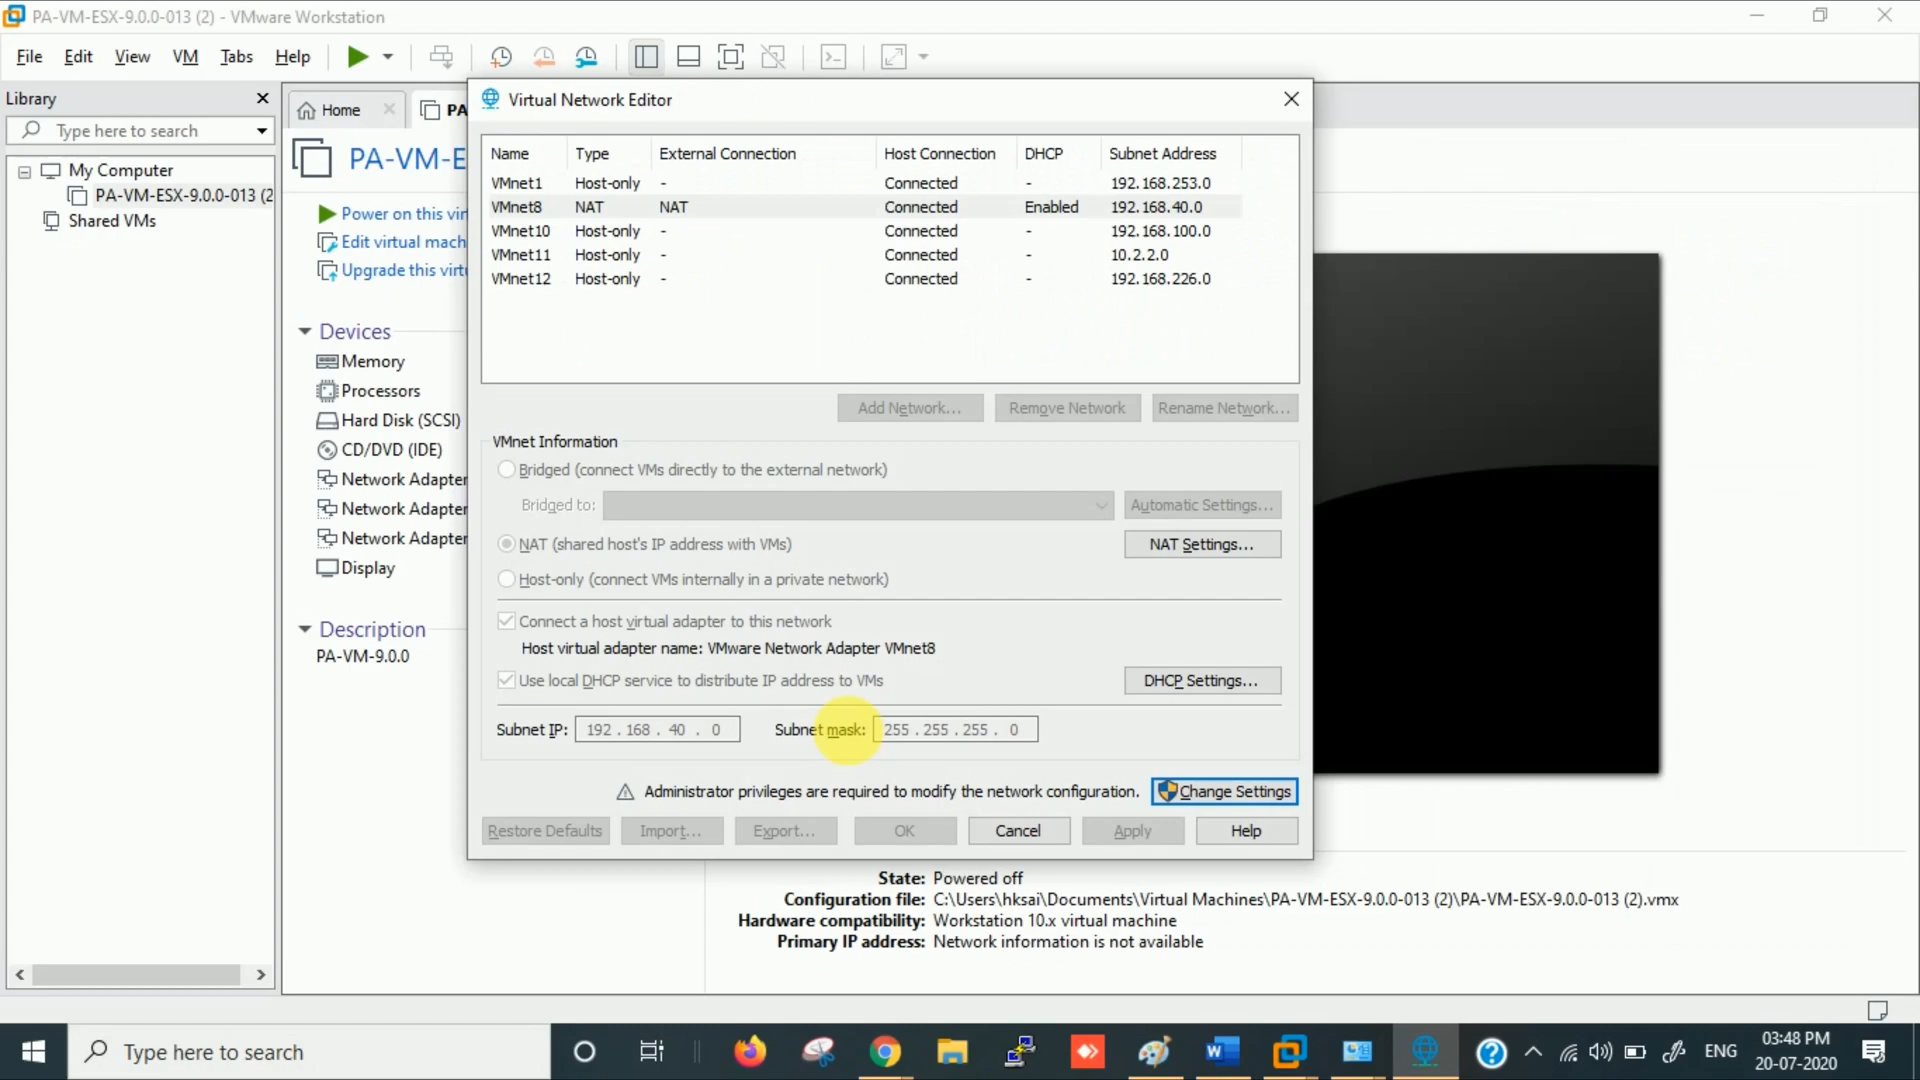 PA-VM-ESX-9.0.0-013 (2) - VMware Workstation
File Edit View VM Tabs Help
Library
Type here to search
My Computer
PA-VM-ESX-9.0.0-013 (2
Shared VMs
Home
PA
PA-VM-E
Power on this vir
Edit virtual mach
Upgrade this virtu
Devices
Memory
Processors
Hard Disk (SCSI)
CD/DVD (IDE)
Network Adapter
Network Adapter
Network Adapter
Display
Description
PA-VM-9.0.0
Virtual Network Editor
Name Type External Connection Host Connection DHCP Subnet Address
VMnet1 Host-only - Connected - 192.168.253.0
VMnet8 NAT NAT Connected Enabled 192.168.40.0
VMnet10 Host-only - Connected - 192.168.100.0
VMnet11 Host-only - Connected - 10.2.2.0
VMnet12 Host-only - Connected - 192.168.226.0
Add Network... Remove Network Rename Network...
VMnet Information
Bridged (connect VMs directly to the external network)
Bridged to: Automatic Settings...
NAT (shared host's IP address with VMs) NAT Settings...
Host-only (connect VMs internally in a private network)
Connect a host virtual adapter to this network
Host virtual adapter name: VMware Network Adapter VMnet8
Use local DHCP service to distribute IP address to VMs DHCP Settings...
Subnet IP: 192 . 168 . 40 . 0 Subnet mask: 255 . 255 . 255 . 0
Administrator privileges are required to modify the network configuration. Change Settings
Restore Defaults Import... Export... OK Cancel Apply Help
State: Powered off
Configuration file: C:\Users\hksai\Documents\Virtual Machines\PA-VM-ESX-9.0.0-013 (2)\PA-VM-ESX-9.0.0-013 (2).vmx
Hardware compatibility: Workstation 10.x virtual machine
Primary IP address: Network information is not available
Type here to search
ENG
03:48 PM
20-07-2020